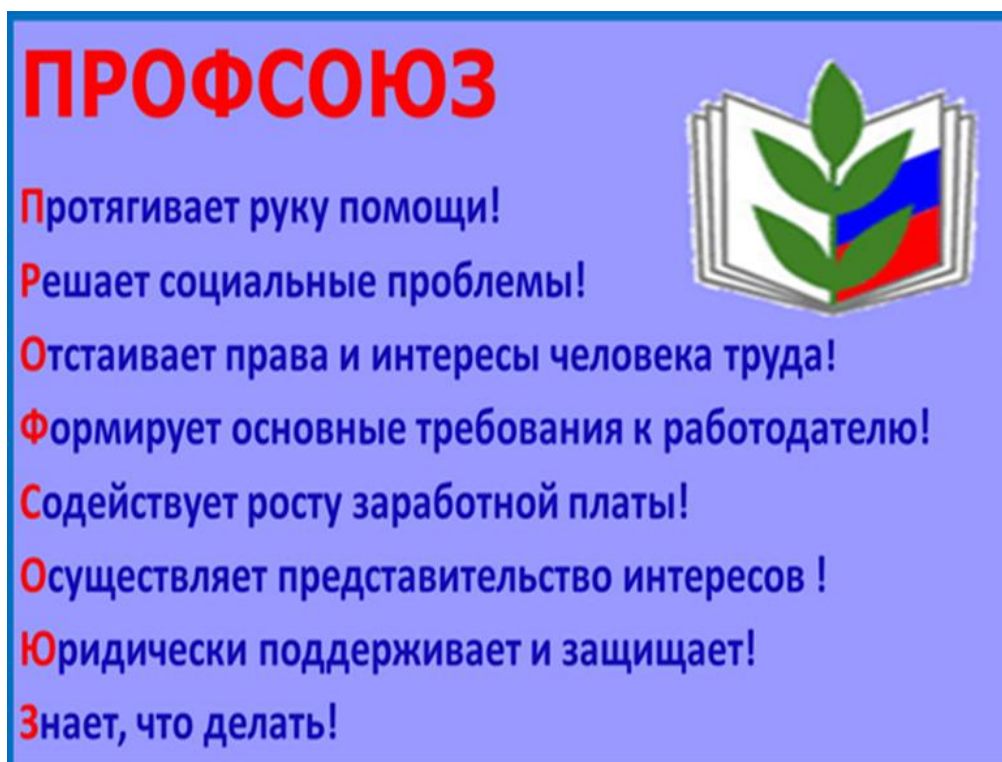 ПРОФСОЮЗ
Протягивает руку помощи!
Решает социальные проблемы!
Отстаивает права и интересы человека труда!
Формирует основные требования к работодателю!
Содействует росту заработной платы!
Осуществляет представительство интересов !
Юридически поддерживает и защищает!
Знает, что делать!